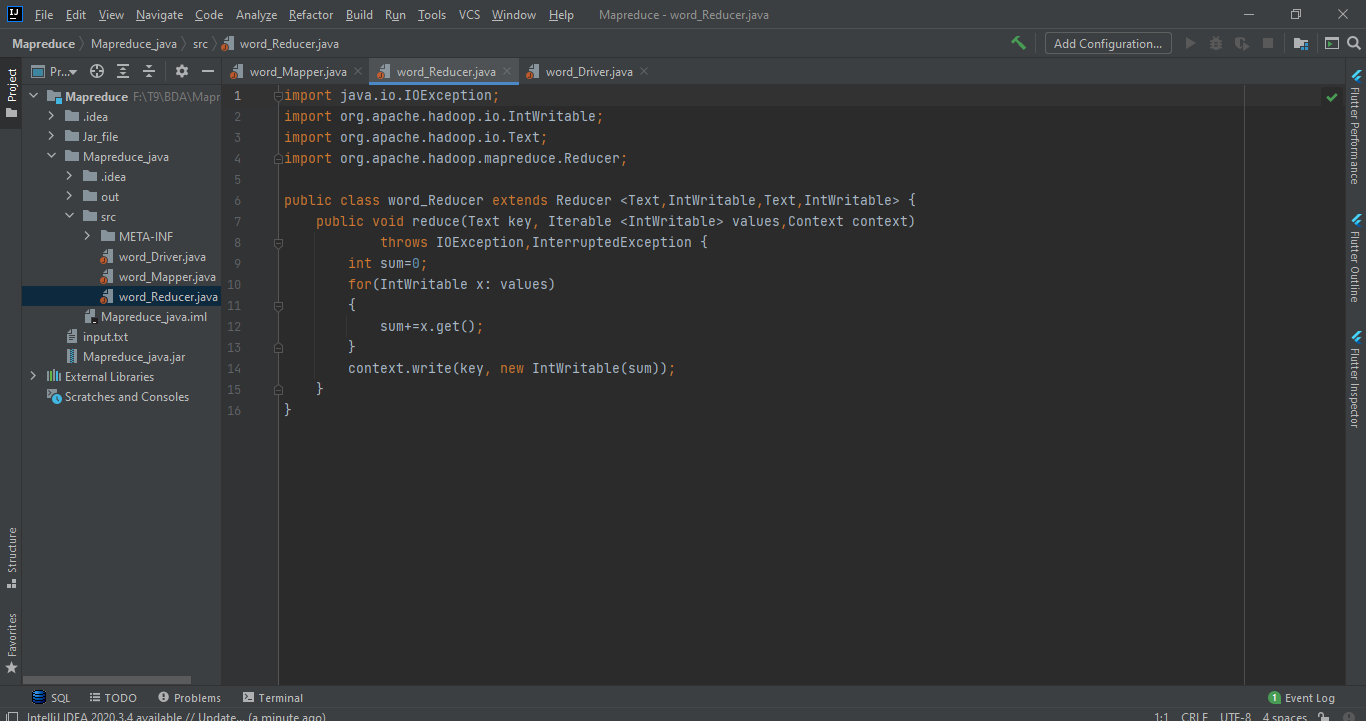 IJ File Edit View Navigate Code Analyze Refactor Build Run Tools VCS Window Help Mapreduce - word_Reducer.java
Mapreduce Mapreduce_java src word_Reducer.java Add Configuration...
Project
Pr...
word_Mapper.java word_Reducer.java word_Driver.java
Mapreduce F:\T9\BDA\Mapr
.idea
Jar_file
Mapreduce_java
.idea
out
src
META-INF
word_Driver.java
word_Mapper.java
word_Reducer.java
Mapreduce_java.iml
input.txt
Mapreduce_java.jar
External Libraries
Scratches and Consoles
1 import java.io.IOException;
2 import org.apache.hadoop.io.IntWritable;
3 import org.apache.hadoop.io.Text;
4 import org.apache.hadoop.mapreduce.Reducer;
5
6 public class word_Reducer extends Reducer <Text,IntWritable,Text,IntWritable> {
7 public void reduce(Text key, Iterable <IntWritable> values,Context context)
8 throws IOException,InterruptedException {
9 int sum=0;
10 for(IntWritable x: values)
11 {
12 sum+=x.get();
13 }
14 context.write(key, new IntWritable(sum));
15 }
16 }
Flutter Performance
Flutter Outline
Flutter Inspector
Structure
Favorites
SQL TODO Problems Terminal 1 Event Log
IntelliJ IDEA 2020.3.4 available // Update... (a minute ago) 1:1 CRLF UTF-8 4 spaces